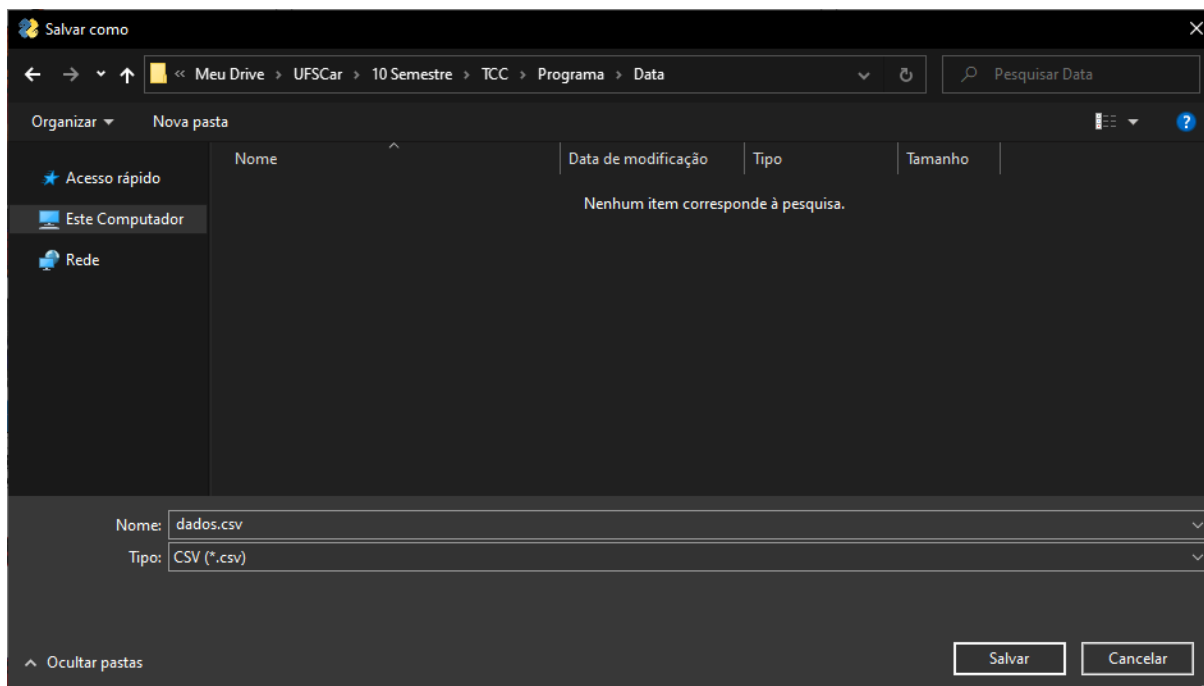 Salvar como
« Meu Drive > UFSCar > 10 Semestre > TCC > Programa > Data
Pesquisar Data
Organizar Nova pasta
?
Nome Data de modificação Tipo Tamanho
Nenhum item corresponde à pesquisa.
Acesso rápido
Este Computador
Rede
Nome: dados.csv
Tipo: CSV (*.csv)
Ocultar pastas Salvar Cancelar